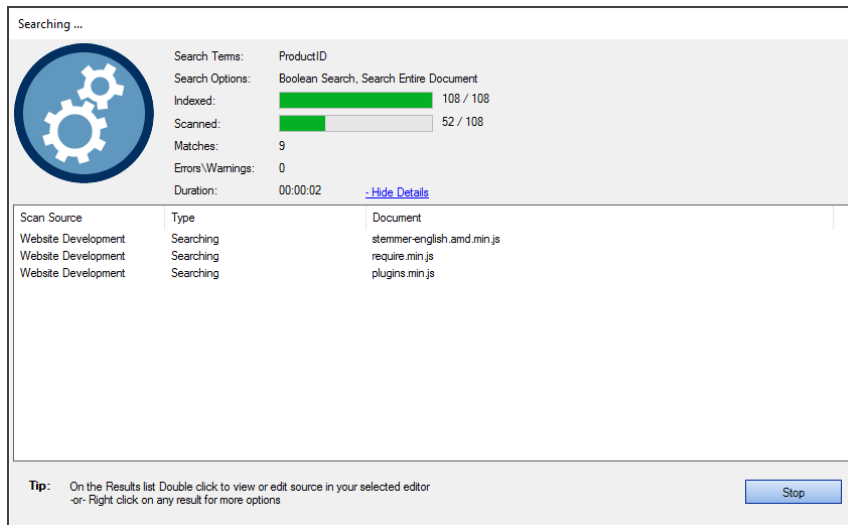 Searching ...
Search Terms: ProductID
Search Options: Boolean Search, Search Entire Document
Indexed: 108 / 108
Scanned: 52 / 108
Matches: 9
Errors\Warnings: 0
Duration: 00:00:02 - Hide Details
Scan Source Type Document
Website Development Searching stemmer-english.amd.min.js
Website Development Searching require.min.js
Website Development Searching plugins.min.js
Tip: On the Results list Double click to view or edit source in your selected editor
-or- Right click on any result for more options
Stop